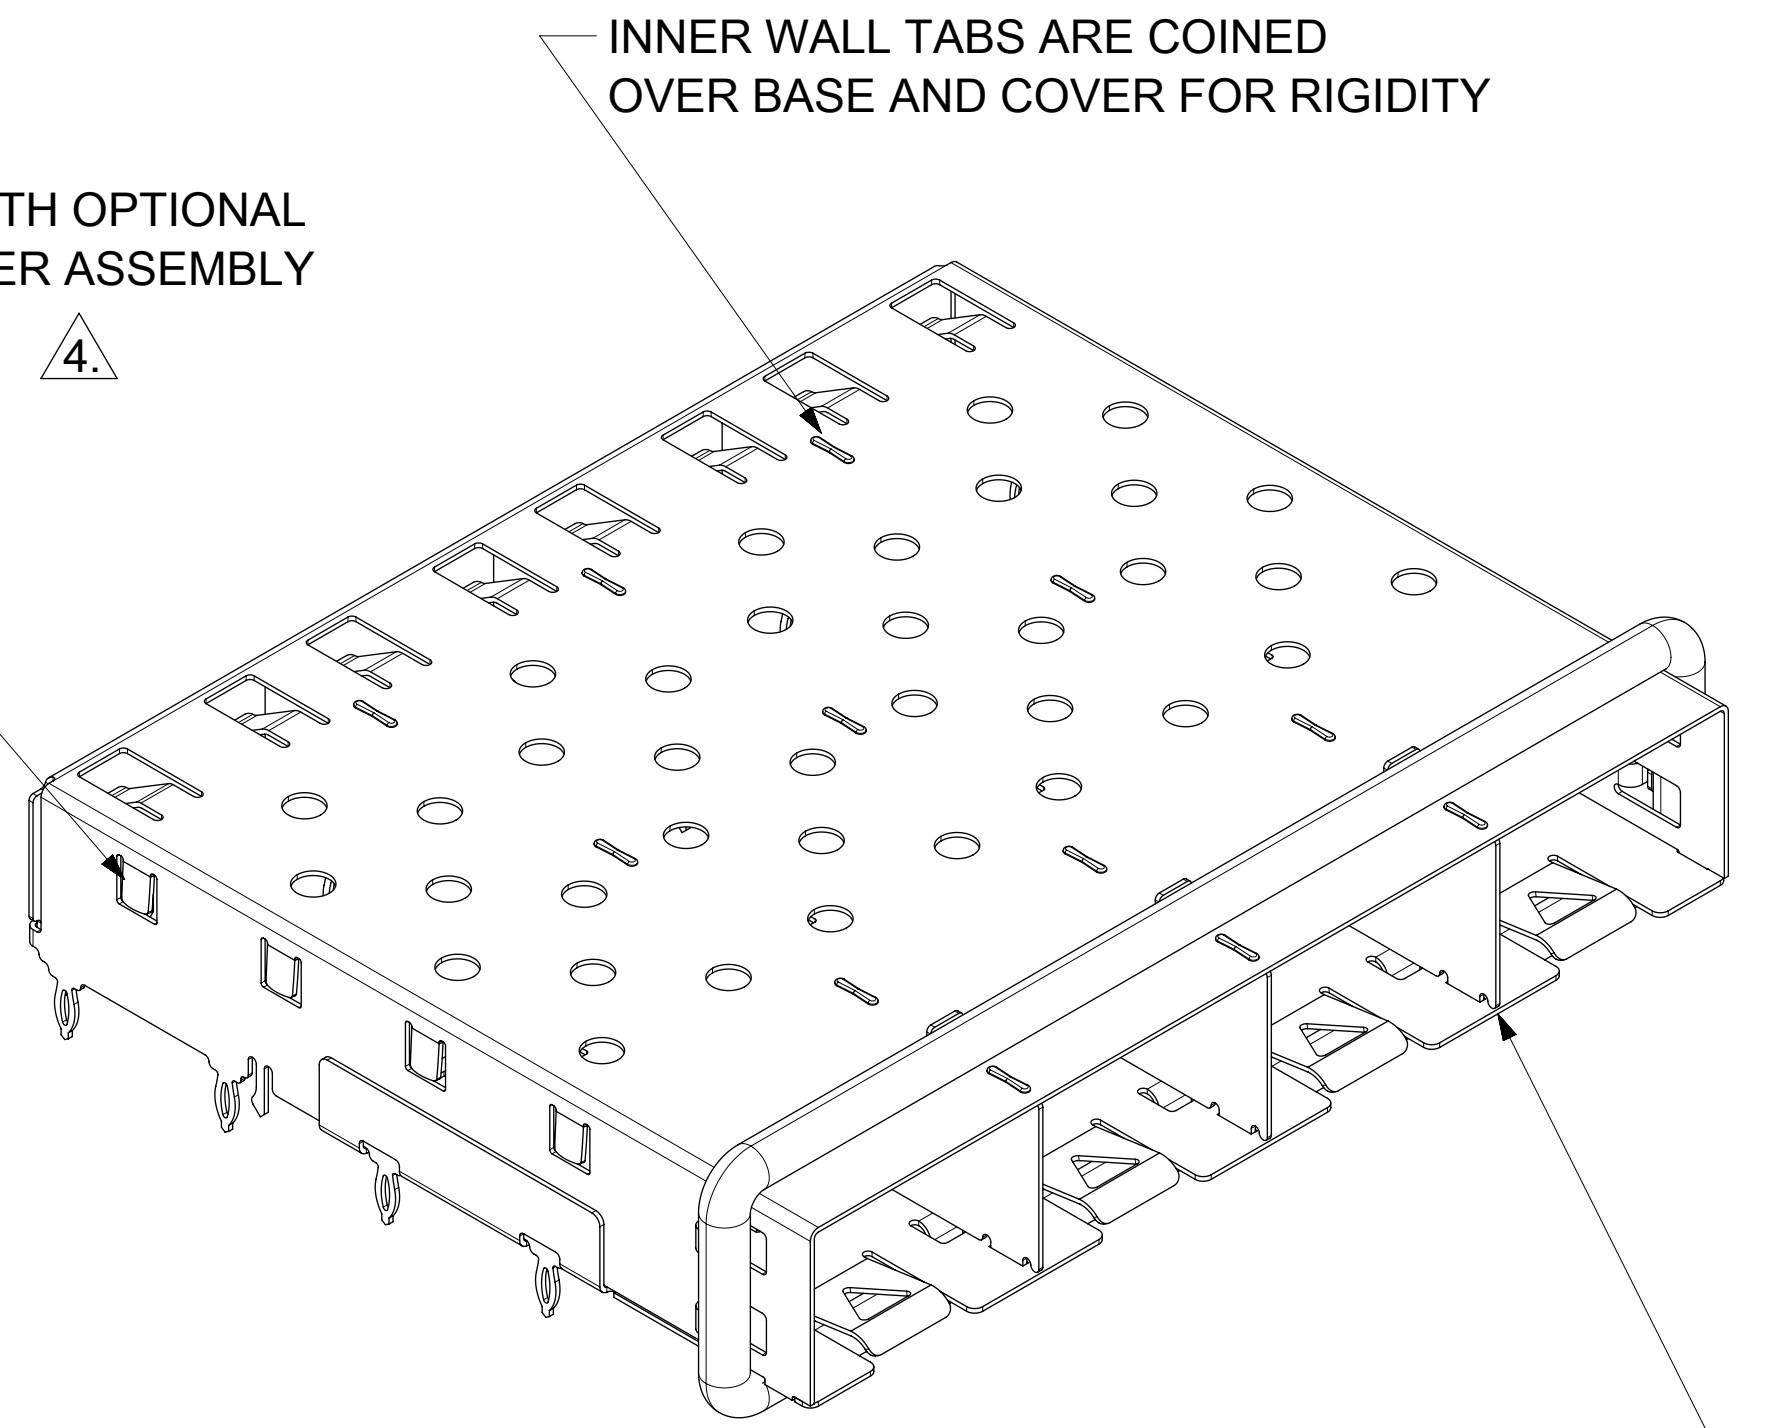 INNER WALL TABS ARE COINED
OVER BASE AND COVER FOR RIGIDITY
TH OPTIONAL
ER ASSEMBLY
4.